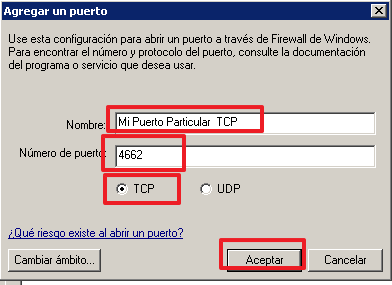 Agregar un puerto
Use esta configuración para abrir un puerto a través de Firewall de Windows.
Para encontrar el número y protocolo del puerto, consulte la documentación
del programa o servicio que desea usar.
Nombre: Mi Puerto Particular TCP
Número de puerto: 4662
TCP UDP
¿Qué riesgo existe al abrir un puerto?
Cambiar ámbito... Aceptar Cancelar